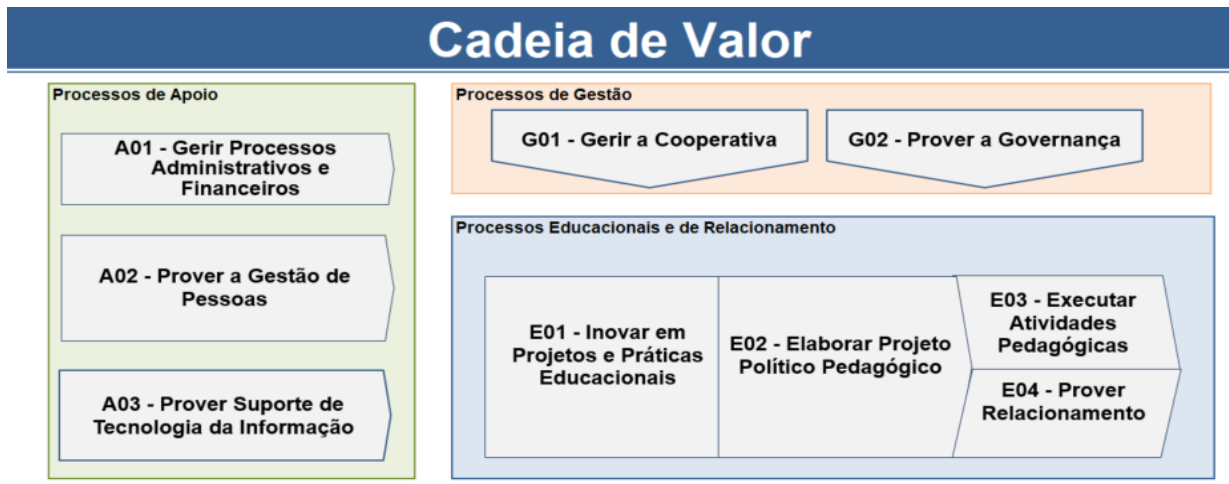 Cadeia de Valor
Processos de Apoio
A01 - Gerir Processos
Administrativos e
Financeiros
A02 - Prover a Gestão de
Pessoas
A03 - Prover Suporte de
Tecnologia da Informação
Processos de Gestão
G01 - Gerir a Cooperativa
G02 - Prover a Governança
Processos Educacionais e de Relacionamento
E01 - Inovar em
Projetos e Práticas
Educacionais
E02 - Elaborar Projeto
Político Pedagógico
E03 - Executar
Atividades
Pedagógicas
E04 - Prover
Relacionamento